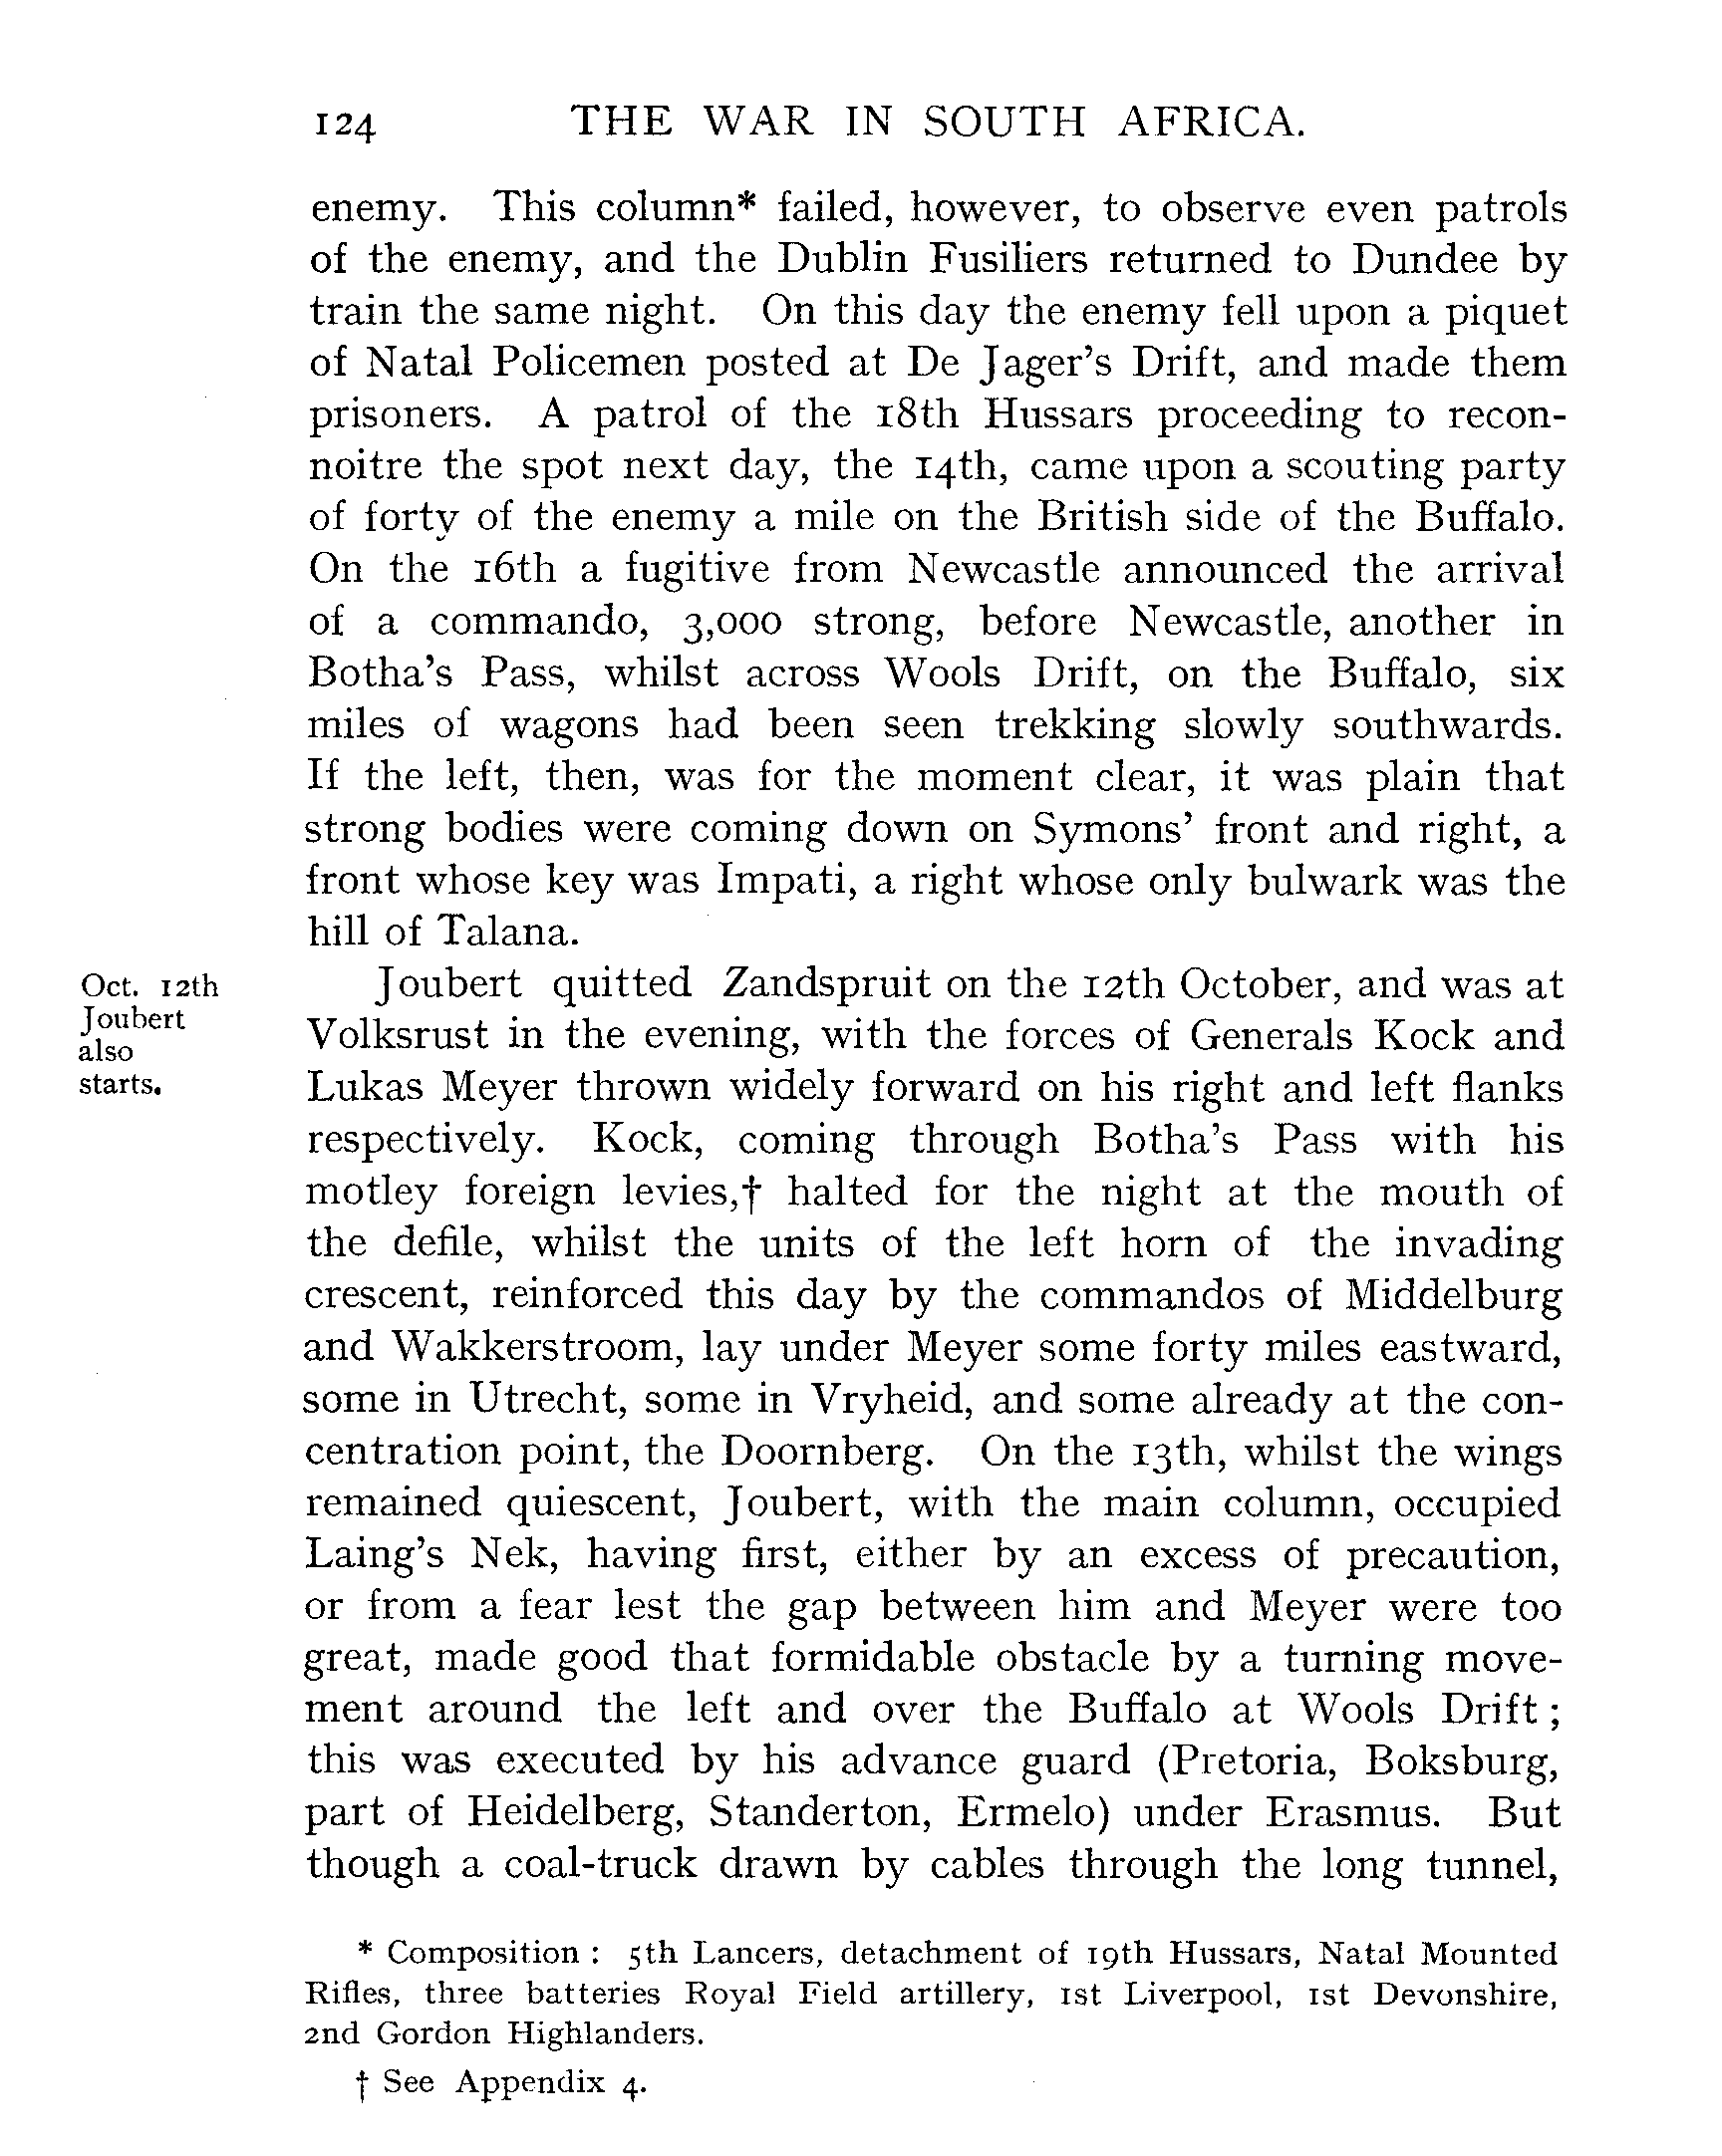 124 THE WAR IN SOUTH AFRICA.
enemy. This column* failed, however, to observe even patrols
of the enemy, and the Dublin Fusiliers returned to Dundee by
train the same night. On this day the enemy fell upon a piquet
of Natal Policemen posted at De Jager's Drift, and made them
prisoners. A patrol of the 18th Hussars proceeding to recon-
noitre the spot next day, the 14th, came upon a scouting party
of forty of the enemy a mile on the British side of the Buffalo.
On the 16th a fugitive from Newcastle announced the arrival
of a commando, 3,000 strong, before Newcastle, another in
Botha's Pass, whilst across Wools Drift, on the Buffalo, six
miles of wagons had been seen trekking slowly southwards.
If the left, then, was for the moment clear, it was plain that
strong bodies were coming down on Symons' front and right, a
front whose key was Impati, a right whose only bulwark was the
hill of Talana.
Oct. 12th
Joubert
also
starts.
Joubert quitted Zandspruit on the 12th October, and was at
Volksrust in the evening, with the forces of Generals Kock and
Lukas Meyer thrown widely forward on his right and left flanks
respectively. Kock, coming through Botha's Pass with his
motley foreign levies,† halted for the night at the mouth of
the defile, whilst the units of the left horn of the invading
crescent, reinforced this day by the commandos of Middelburg
and Wakkerstroom, lay under Meyer some forty miles eastward,
some in Utrecht, some in Vryheid, and some already at the con-
centration point, the Doornberg. On the 13th, whilst the wings
remained quiescent, Joubert, with the main column, occupied
Laing's Nek, having first, either by an excess of precaution,
or from a fear lest the gap between him and Meyer were too
great, made good that formidable obstacle by a turning move-
ment around the left and over the Buffalo at Wools Drift ;
this was executed by his advance guard (Pretoria, Boksburg,
part of Heidelberg, Standerton, Ermelo) under Erasmus. But
though a coal-truck drawn by cables through the long tunnel,
* Composition : 5th Lancers, detachment of 19th Hussars, Natal Mounted
Rifles, three batteries Royal Field artillery, 1st Liverpool, 1st Devonshire,
2nd Gordon Highlanders.
† See Appendix 4.